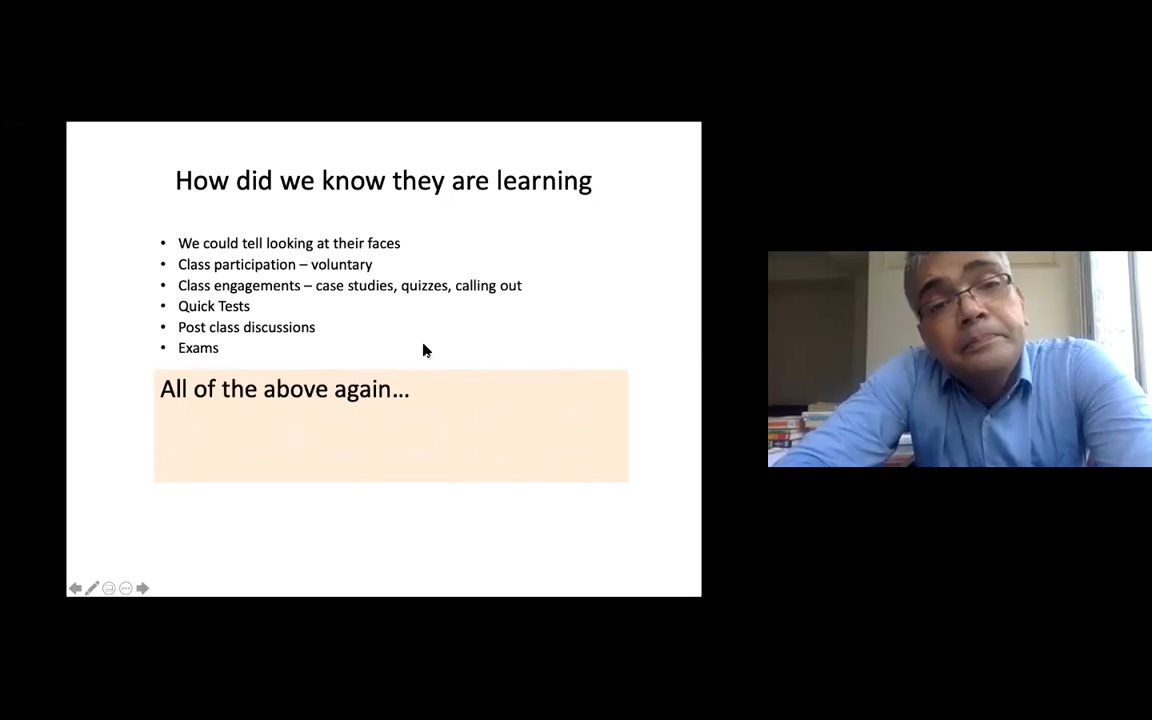 How did we know they are learning
• We could tell looking at their faces
• Class participation – voluntary
• Class engagements – case studies, quizzes, calling out
• Quick Tests
• Post class discussions
• Exams
All of the above again...